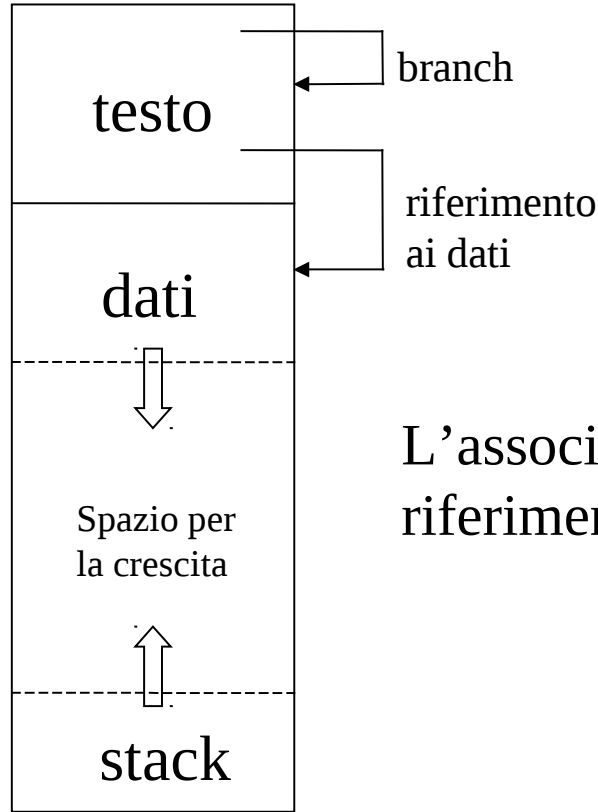 testo
branch
riferimento
ai dati
dati
L’associ
riferimen
Spazio per
la crescita
stack